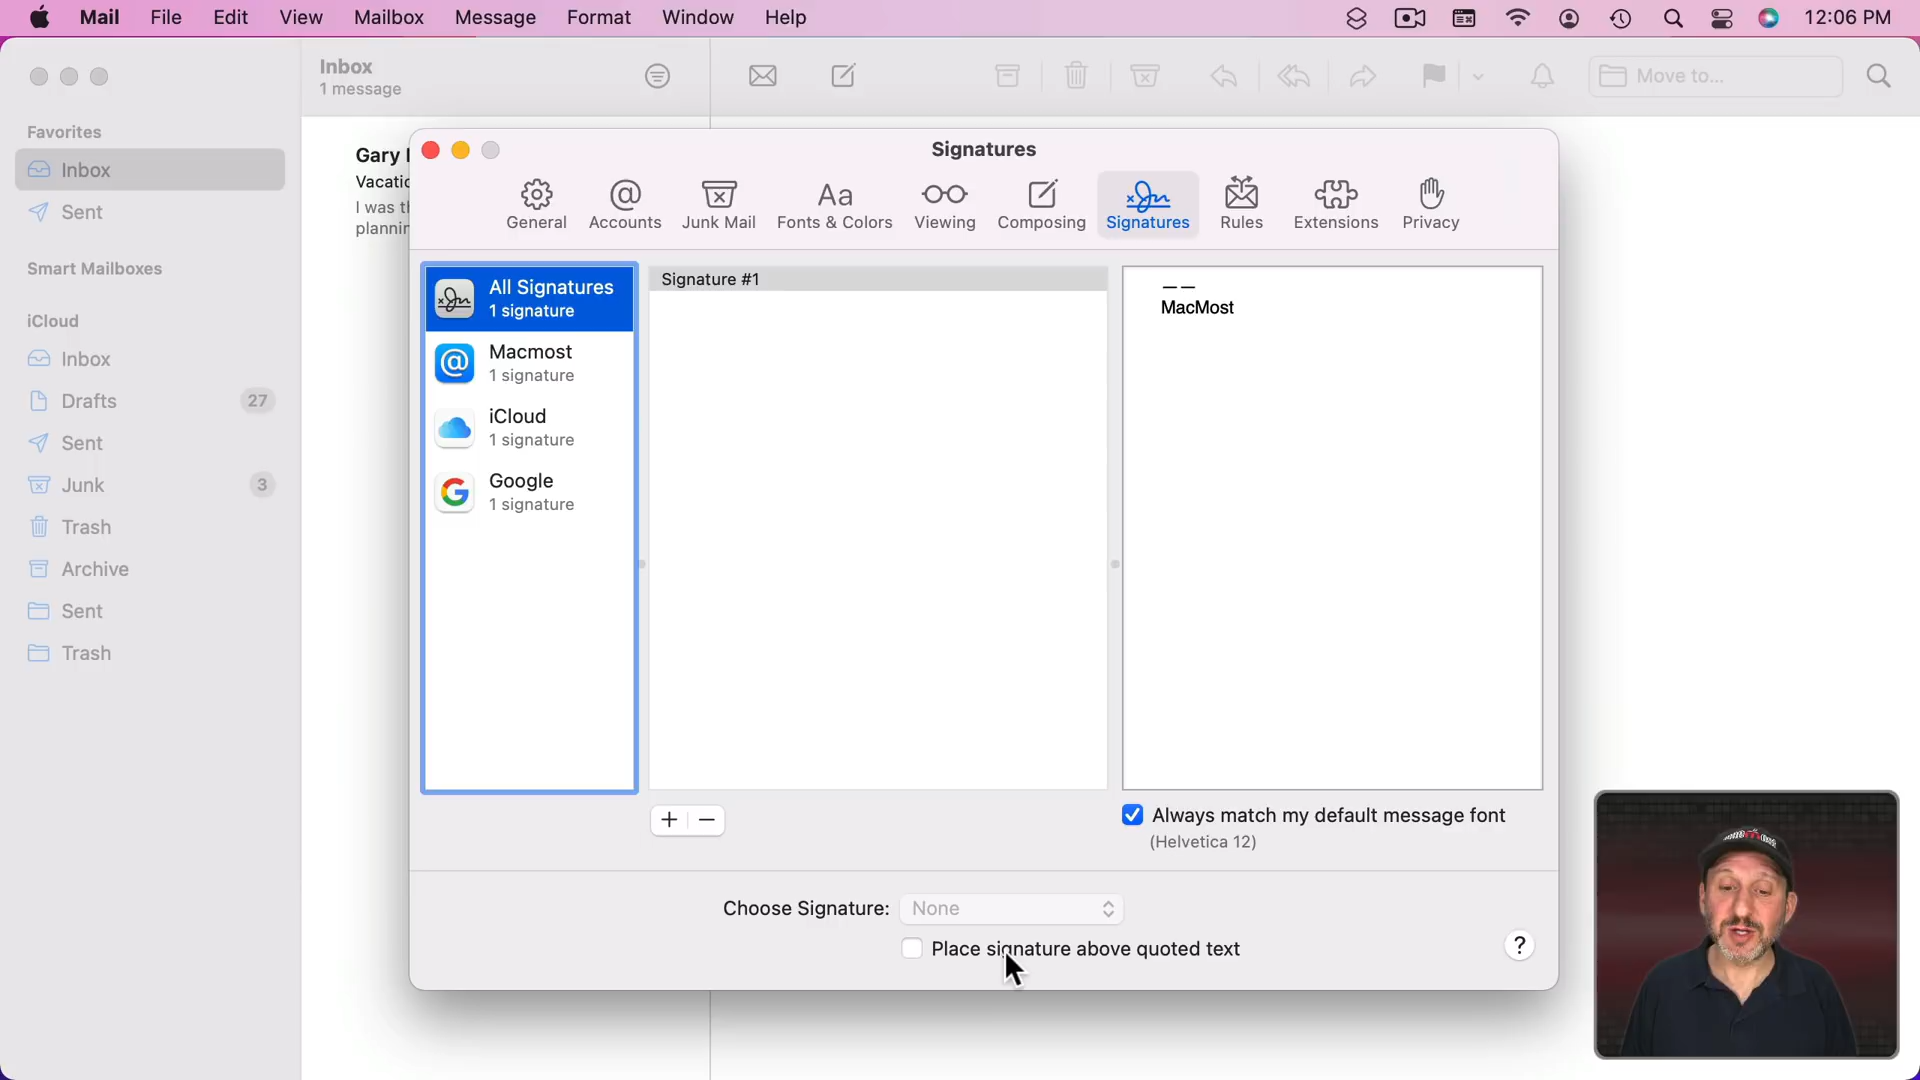 Mail File Edit View Mailbox Message Format Window Help 12:06 PM
Inbox
1 message
Move to...
Favorites
Inbox
Sent
Smart Mailboxes
iCloud
Inbox
Drafts 27
Sent
Junk 3
Trash
Archive
Sent
Trash
Gary
I was
Signatures
General Accounts Junk Mail Fonts & Colors Viewing Composing Signatures Rules Extensions Privacy
All Signatures
1 signature
Macmost
1 signature
iCloud
1 signature
Google
1 signature
Signature #1
— —
MacMost
+ −
Always match my default message font
(Helvetica 12)
Choose Signature: None
Place signature above quoted text
?